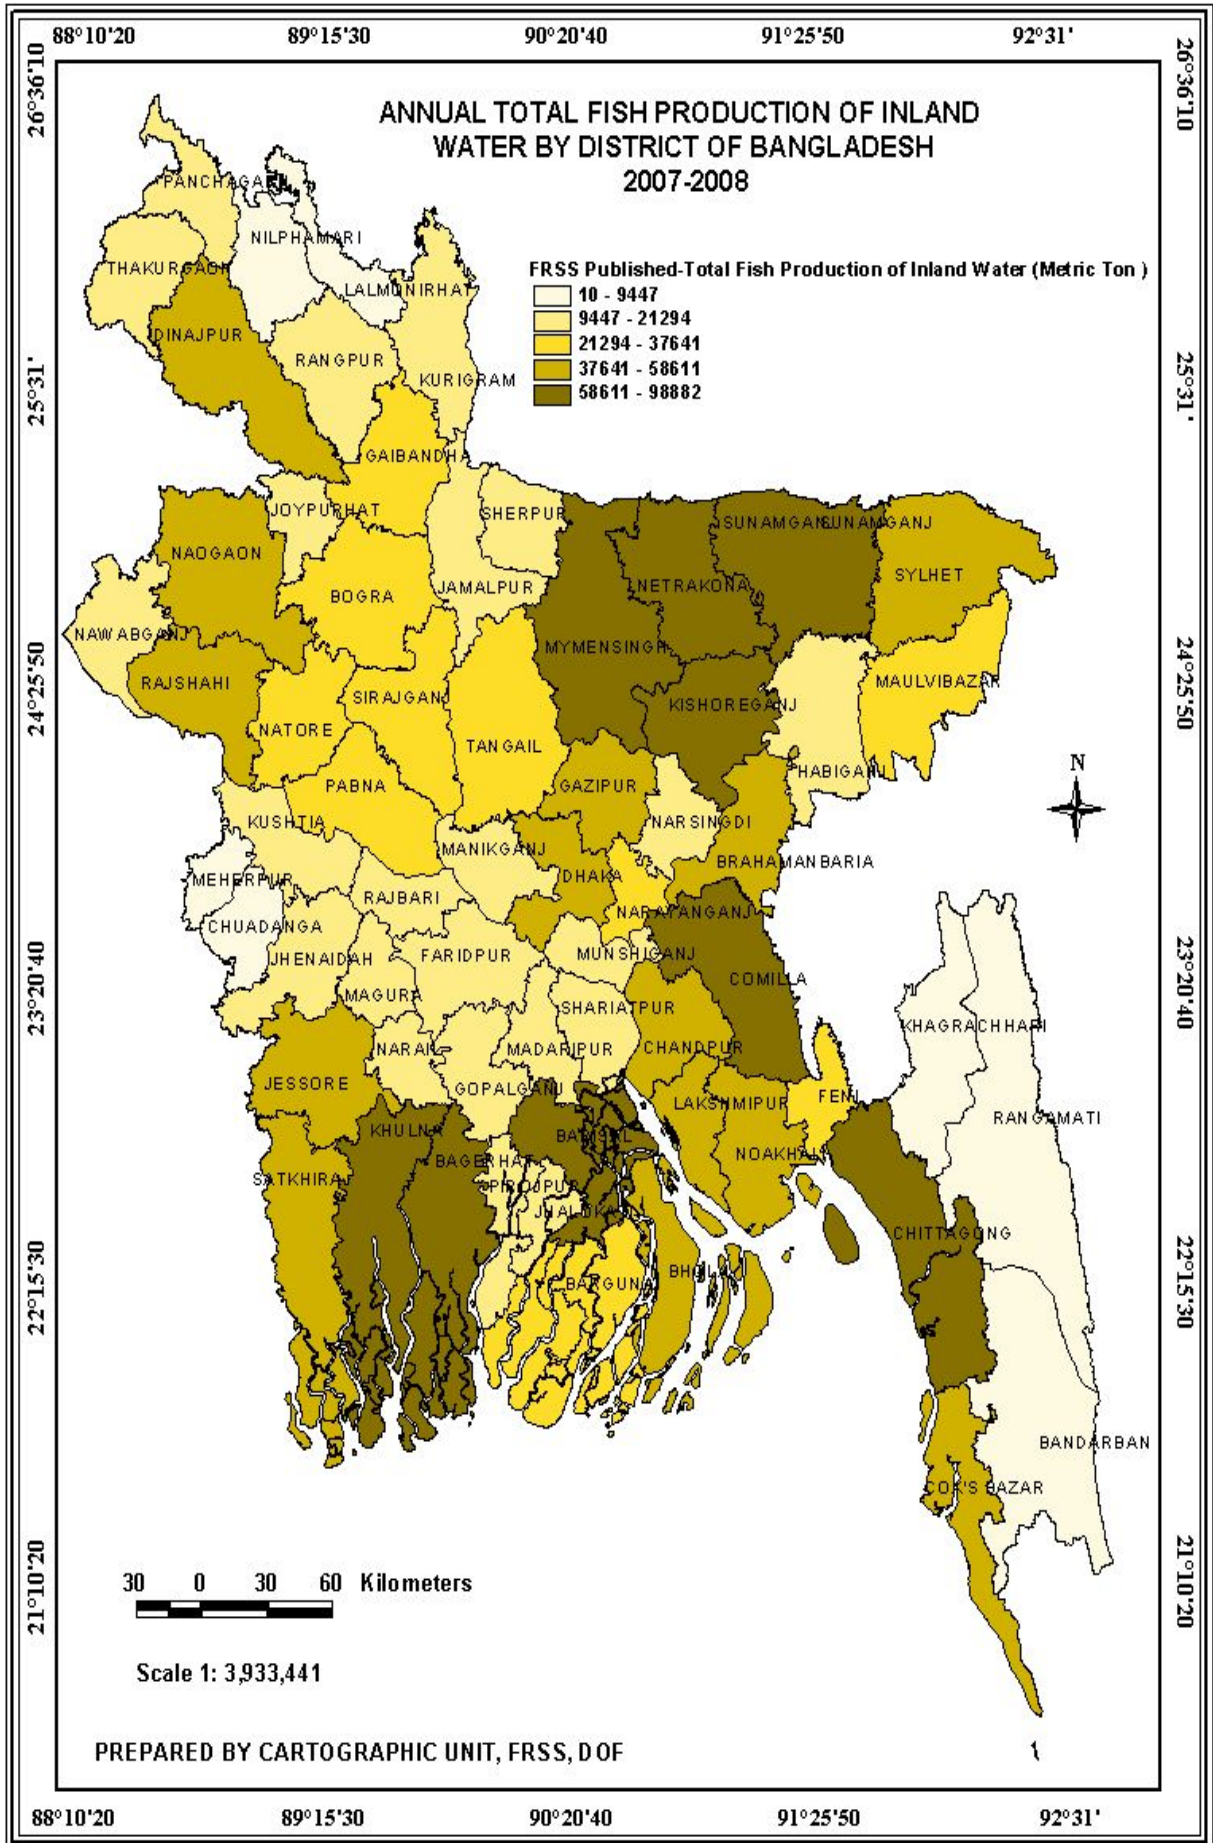 88°10'20 89°15'30 90°20'40 91°25'50 92°31'
26°36'10
26°36'10
ANNUAL TOTAL FISH PRODUCTION OF INLAND
WATER BY DISTRICT OF BANGLADESH
2007-2008
FRSS Published-Total Fish Production of Inland Water (Metric Ton )
10 - 9447
9447 - 21294
21294 - 37641
37641 - 58611
58611 - 98882
NILPHAMARI
LALMONIRHAT
DINAJPUR
RANGPUR
KURIGRAM
25°31'
25°31'
GAIBANDHA
JOYPURHAT
SHERPUR
SUNAMGANJ
NAOGAON
SYLHET
BOGRA
JAMALPUR
NETRAKONA
NAWABGANJ
MYMENSINGH
RAJSHAHI
SIRAJGANJ
KISHOREGANJ
MAULVIBAZAR
24°25'50
24°25'50
NATORE
TANGAIL
PABNA
GAZIPUR
HABIGANJ
N
KUSHTIA
MANIKGANJ
NARSINGDI
MEHERPUR
RAJBARI
DHAKA
BRAHAMANBARIA
CHUADANGA
NARAYANGANJ
JHENAIDAH
FARIDPUR
MUNSHIGANJ
COMILLA
23°20'40
23°20'40
MAGURA
SHARIATPUR
KHAGRACHHARI
MADARIPUR
CHANDPUR
JESSORE
GOPALGANJ
LAKSHMIPUR
FENI
RANGAMATI
KHULNA
BAGERHAT
NOAKHALI
SATKHIRA
PIROJPUR
CHITTAGONG
BARGUNA
22°15'30
22°15'30
BANDARBAN
COX'S BAZAR
21°10'20
21°10'20
30 0 30 60 Kilometers
Scale 1: 3,933,441
PREPARED BY CARTOGRAPHIC UNIT, FRSS, DOF
88°10'20 89°15'30 90°20'40 91°25'50 92°31'